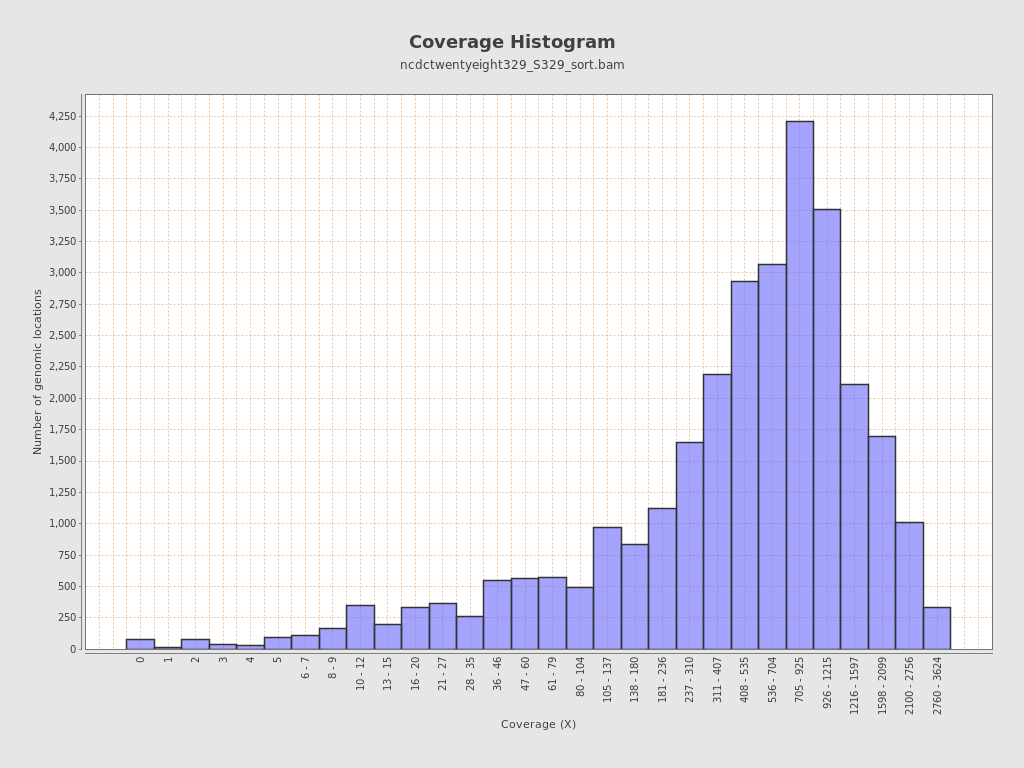 Coverage Histogram
ncdctwentyeight329_S329_sort.bam
Number of genomic locations
4,250
4,000
3,750
3,500
3,250
3,000
2,750
2,500
2,250
2,000
1,750
1,500
1,250
1,000
750
500
250
0
0
1
2
3
4
5
6 - 7
8 - 9
10 - 12
13 - 15
16 - 20
21 - 27
28 - 35
36 - 46
47 - 60
61 - 79
80 - 104
105 - 137
138 - 180
181 - 236
237 - 310
311 - 407
408 - 535
536 - 704
705 - 925
926 - 1215
1216 - 1597
1598 - 2099
2100 - 2756
2760 - 3624
Coverage (X)